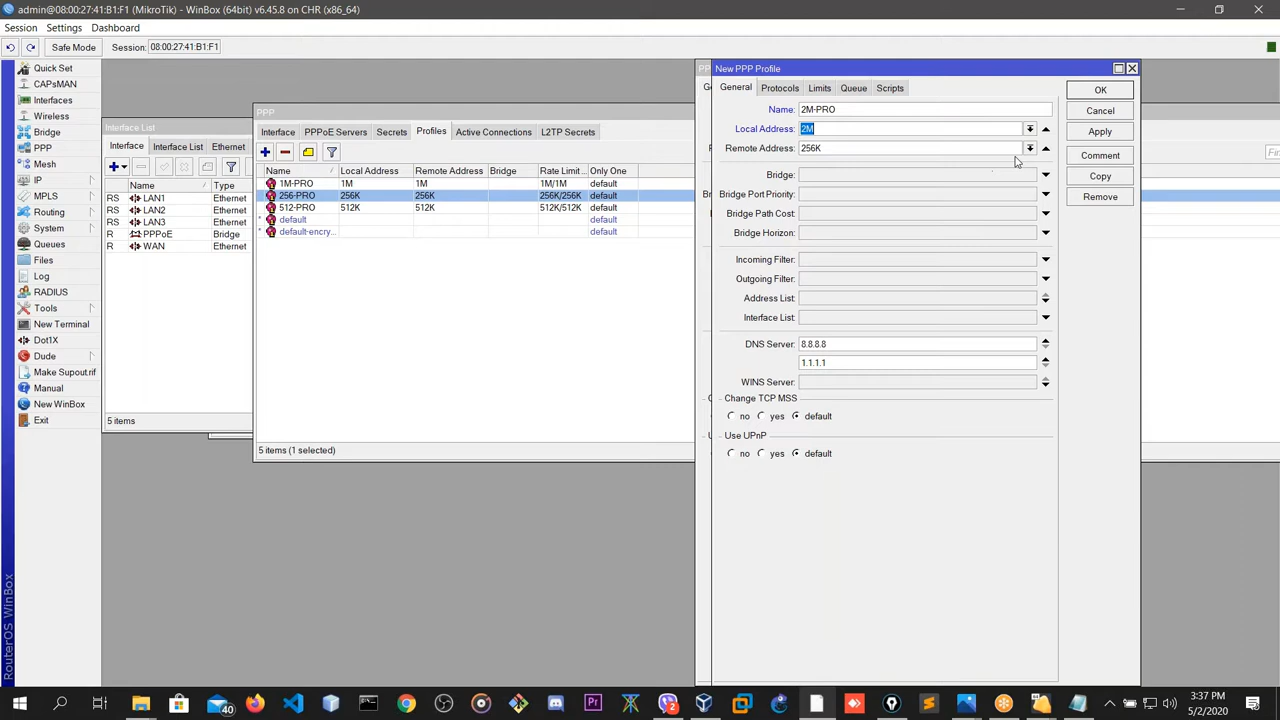 admin@08:00:27:41:B1:F1 (MikroTik) - WinBox (64bit) v6.45.8 on CHR (x86_64)
Session Settings Dashboard
Safe Mode Session: 08:00:27:41:B1:F1
Quick Set
CAPsMAN
Interfaces
Wireless
Bridge
PPP
Mesh
IP
MPLS
Routing
System
Queues
Files
Log
RADIUS
Tools
New Terminal
Dot1X
Dude
Make Supout.rif
Manual
New WinBox
Exit
RouterOS WinBox
Interface List
Interface Interface List Ethernet
Name Type
RS LAN1 Ethernet
RS LAN2 Ethernet
RS LAN3 Ethernet
R PPPoE Bridge
R WAN Ethernet
5 items
PPP
Interface PPPoE Servers Secrets Profiles Active Connections L2TP Secrets
Name Local Address Remote Address Bridge Rate Limit... Only One
1M-PRO 1M 1M 1M/1M default
256-PRO 256K 256K 256K/256K default
512-PRO 512K 512K 512K/512K default
* default
* default-encry...
5 items (1 selected)
New PPP Profile
General Protocols Limits Queue Scripts
Name: 2M-PRO
Local Address: 2M
Remote Address: 256K
Bridge:
Bridge Port Priority:
Bridge Path Cost:
Bridge Horizon:
Incoming Filter:
Outgoing Filter:
Address List:
Interface List:
DNS Server: 8.8.8.8
1.1.1.1
WINS Server:
Change TCP MSS
no yes default
Use UPnP
no yes default
OK
Cancel
Apply
Comment
Copy
Remove
40
2
3:37 PM
5/2/2020